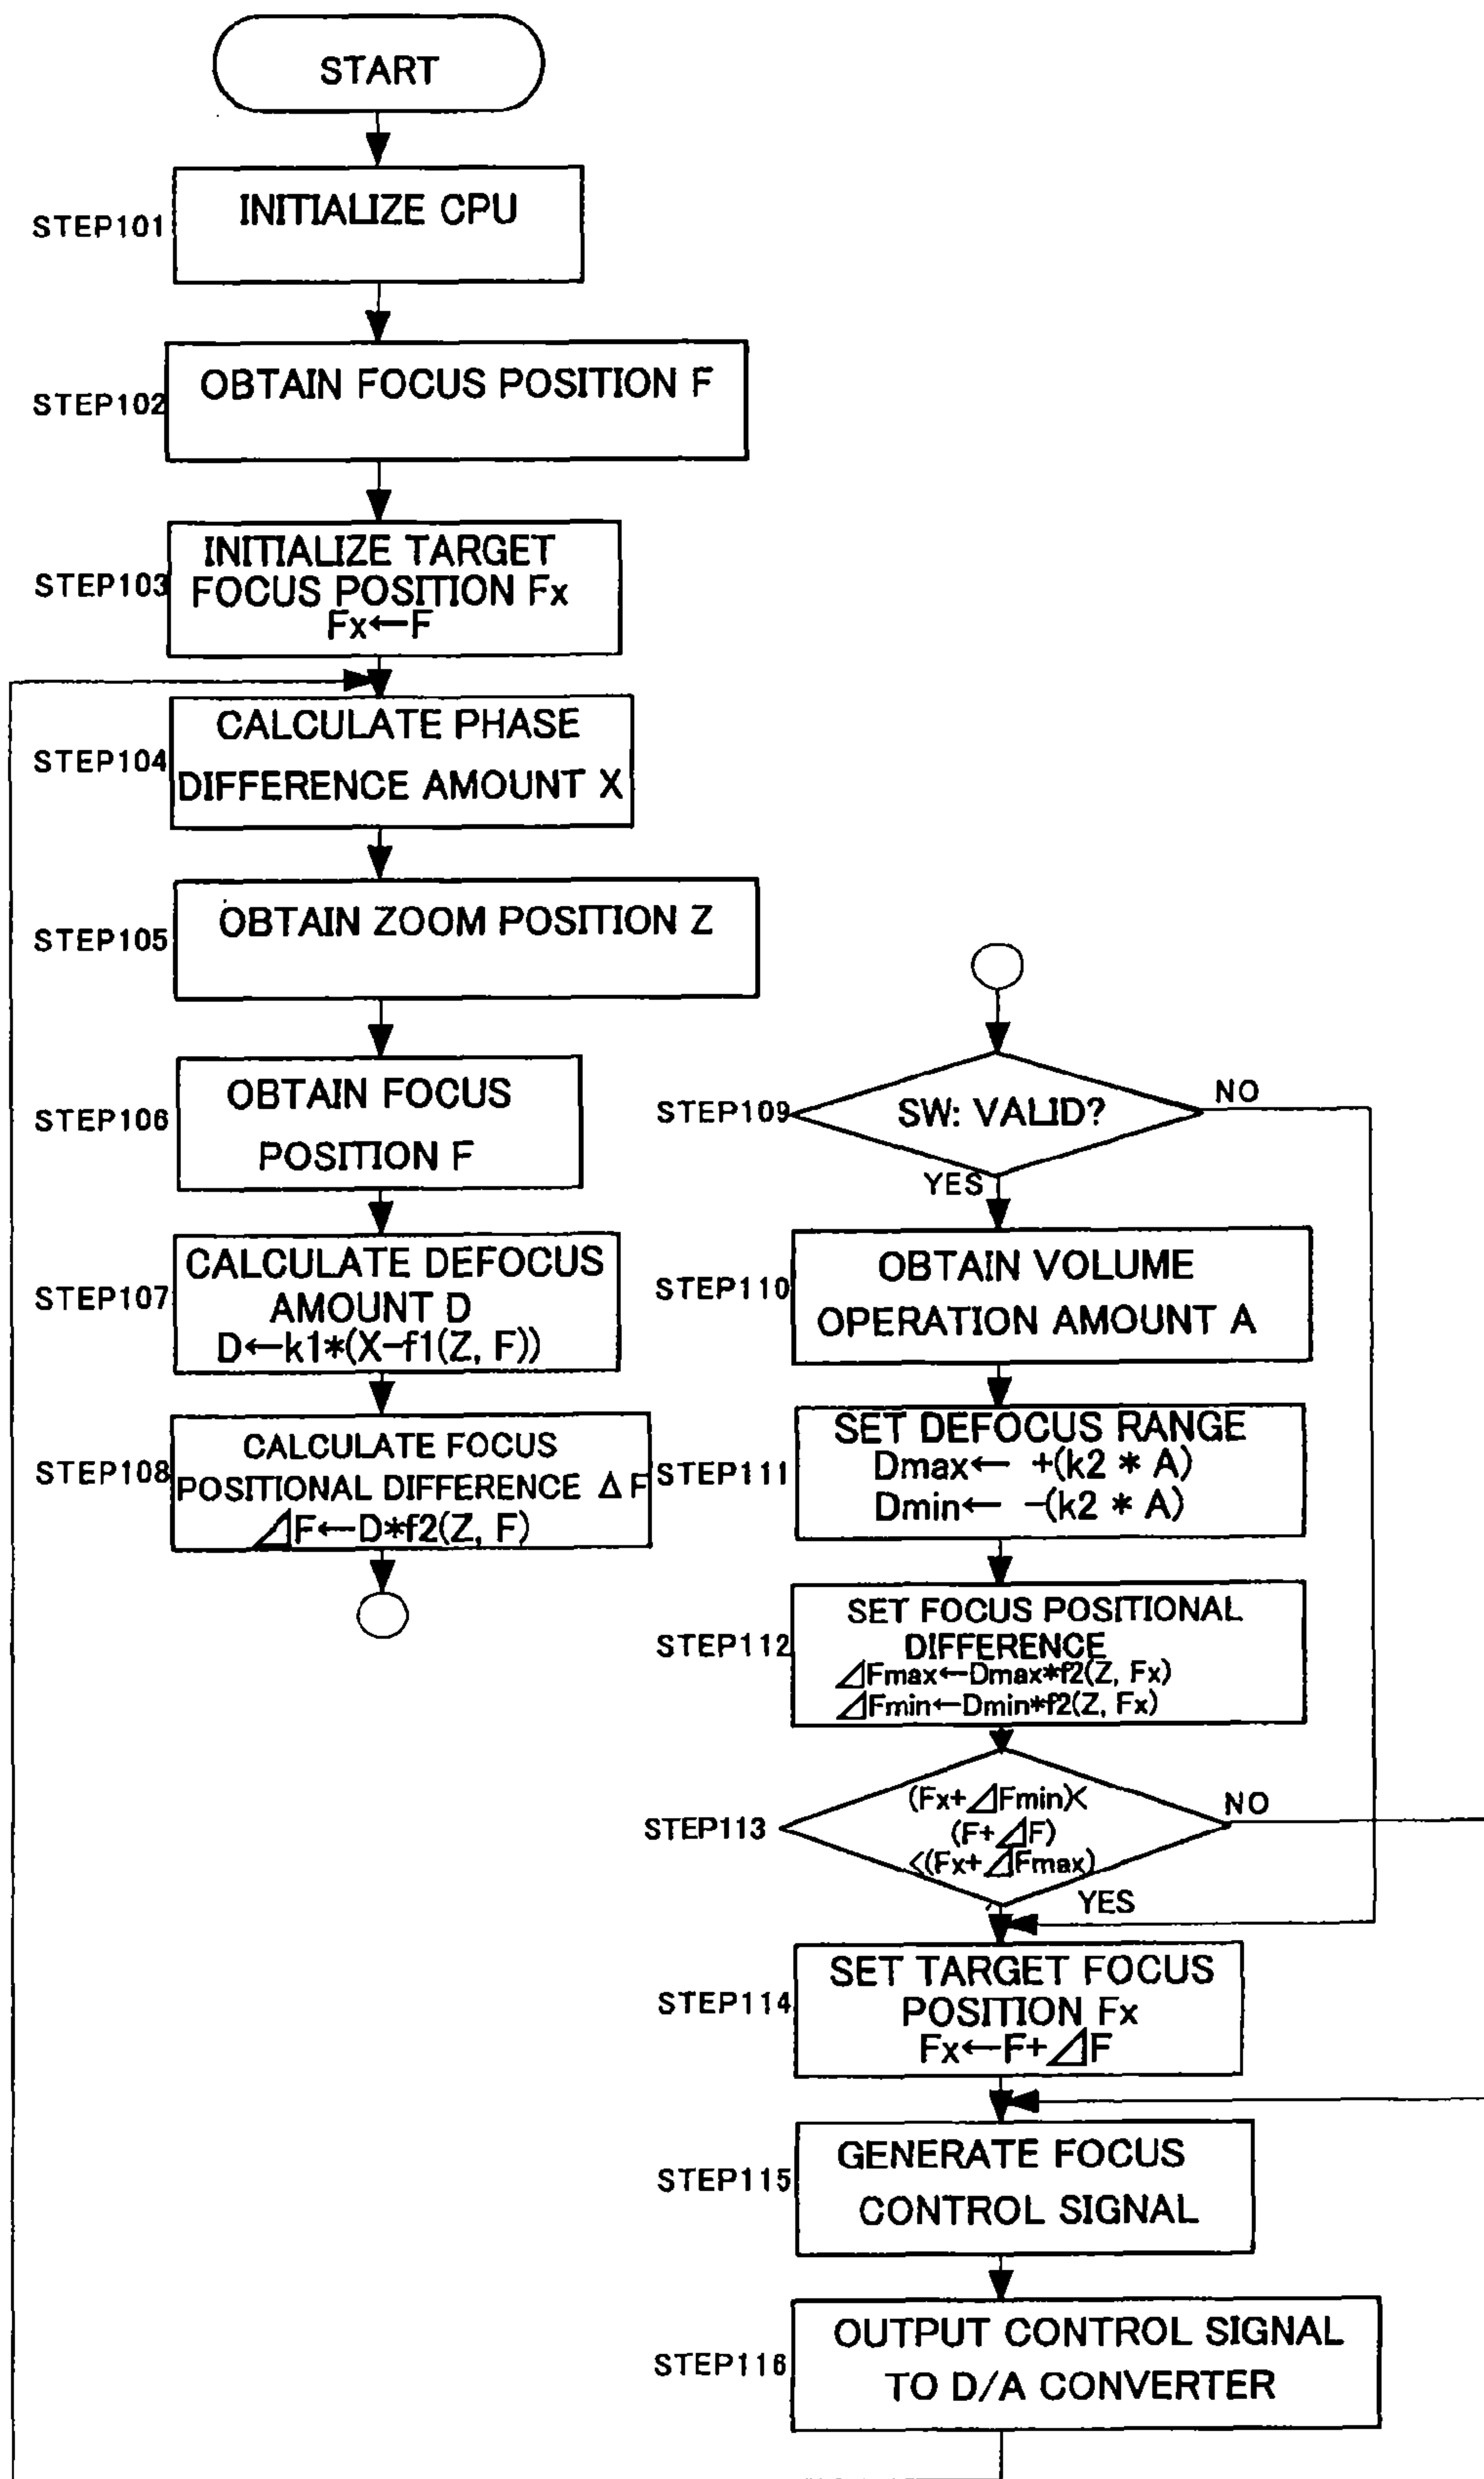 START
STEP101
INITIALIZE CPU
STEP102
OBTAIN FOCUS POSITION F
STEP103
INITIALIZE TARGET
FOCUS POSITION Fx
Fx←F
STEP104
CALCULATE PHASE
DIFFERENCE AMOUNT X
STEP105
OBTAIN ZOOM POSITION Z
STEP106
OBTAIN FOCUS
POSITION F
STEP107
CALCULATE DEFOCUS
AMOUNT D
D←k1*(X-f1(Z, F))
STEP108
CALCULATE FOCUS
POSITIONAL DIFFERENCE Δ F
⊿F←D*f2(Z, F)
STEP109
SW: VALID?
NO
YES
STEP110
OBTAIN VOLUME
OPERATION AMOUNT A
STEP111
SET DEFOCUS RANGE
Dmax← +(k2 * A)
Dmin← -(k2 * A)
STEP112
SET FOCUS POSITIONAL
DIFFERENCE
⊿Fmax←Dmax*f2(Z, Fx)
⊿Fmin←Dmin*f2(Z, Fx)
STEP113
(Fx+⊿Fmin)<
(F+⊿F)
<(Fx+⊿Fmax)
NO
YES
STEP114
SET TARGET FOCUS
POSITION Fx
Fx←F+⊿F
STEP115
GENERATE FOCUS
CONTROL SIGNAL
STEP116
OUTPUT CONTROL SIGNAL
TO D/A CONVERTER